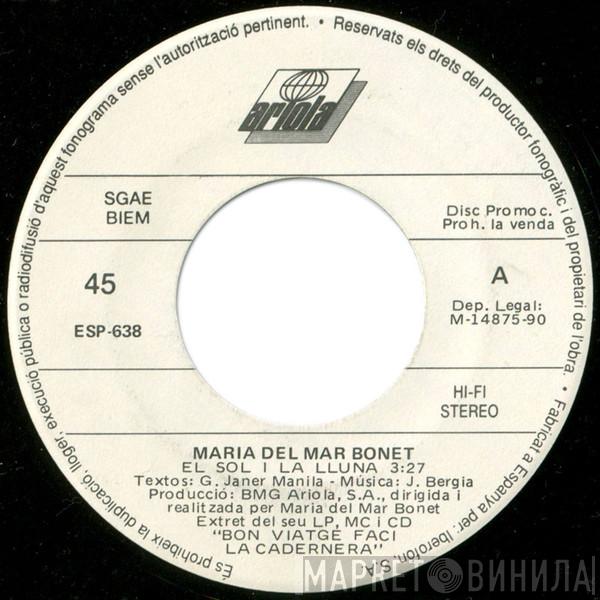 És prohibeix la duplicació, lloger, execució pública o radiodifusió d'aquest fonograma sense l'autorització pertinent. • Reservats els drets del productor fonogràfic i del propietari de l'obra. • Fabricat a Espanya per: Iberofón, S.A.
ariola
SGAE
BIEM
Disc Promoc.
Proh. la venda
45
A
ESP-638
Dep. Legal:
M-14875-90
HI-FI
STEREO
MARIA DEL MAR BONET
EL SOL I LA LLUNA 3:27
Textos: G. Janer Manila - Música: J. Bergia
Producció: BMG Ariola, S.A., dirigida i
realitzada per Maria del Mar Bonet
Extret del seu LP, MC i CD
"BON VIATGE FACI
LA CADERNERA"
МАРКЕТ ВИНИЛА